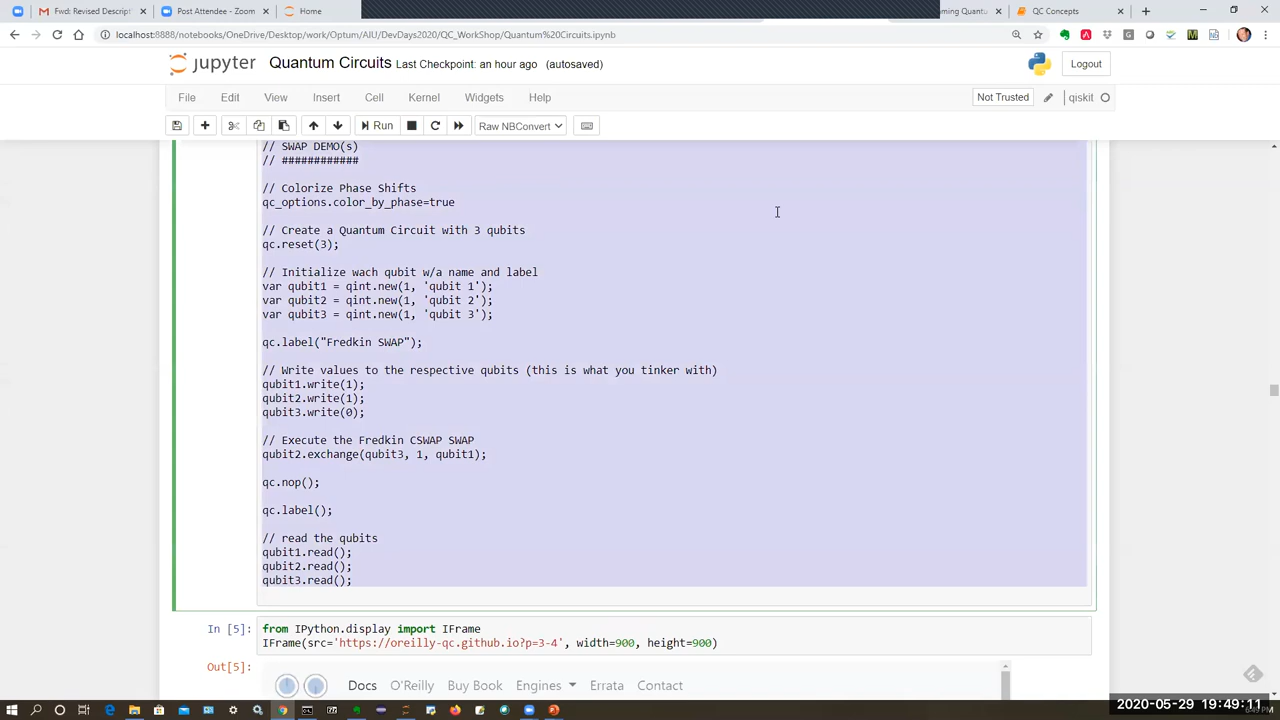 Fwd: Revised Descript
Post Attendee - Zoom
Home
ming Quantum
QC Concepts
localhost:8888/notebooks/OneDrive/Desktop/work/Optum/AIU/DevDays2020/QC_WorkShop/Quantum%20Circuits.ipynb
jupyter Quantum Circuits Last Checkpoint: an hour ago (autosaved)
Logout
File Edit View Insert Cell Kernel Widgets Help
Not Trusted
qiskit
Run
Raw NBConvert
// SWAP DEMO(s)
// ############
// Colorize Phase Shifts
qc_options.color_by_phase=true
// Create a Quantum Circuit with 3 qubits
qc.reset(3);
// Initialize wach qubit w/a name and label
var qubit1 = qint.new(1, 'qubit 1');
var qubit2 = qint.new(1, 'qubit 2');
var qubit3 = qint.new(1, 'qubit 3');
qc.label("Fredkin SWAP");
// Write values to the respective qubits (this is what you tinker with)
qubit1.write(1);
qubit2.write(1);
qubit3.write(0);
// Execute the Fredkin CSWAP SWAP
qubit2.exchange(qubit3, 1, qubit1);
qc.nop();
qc.label();
// read the qubits
qubit1.read();
qubit2.read();
qubit3.read();
In [5]: from IPython.display import IFrame
IFrame(src='https://oreilly-qc.github.io?p=3-4', width=900, height=900)
Out[5]:
Docs O'Reilly Buy Book Engines Errata Contact
2020-05-29 19:49:11